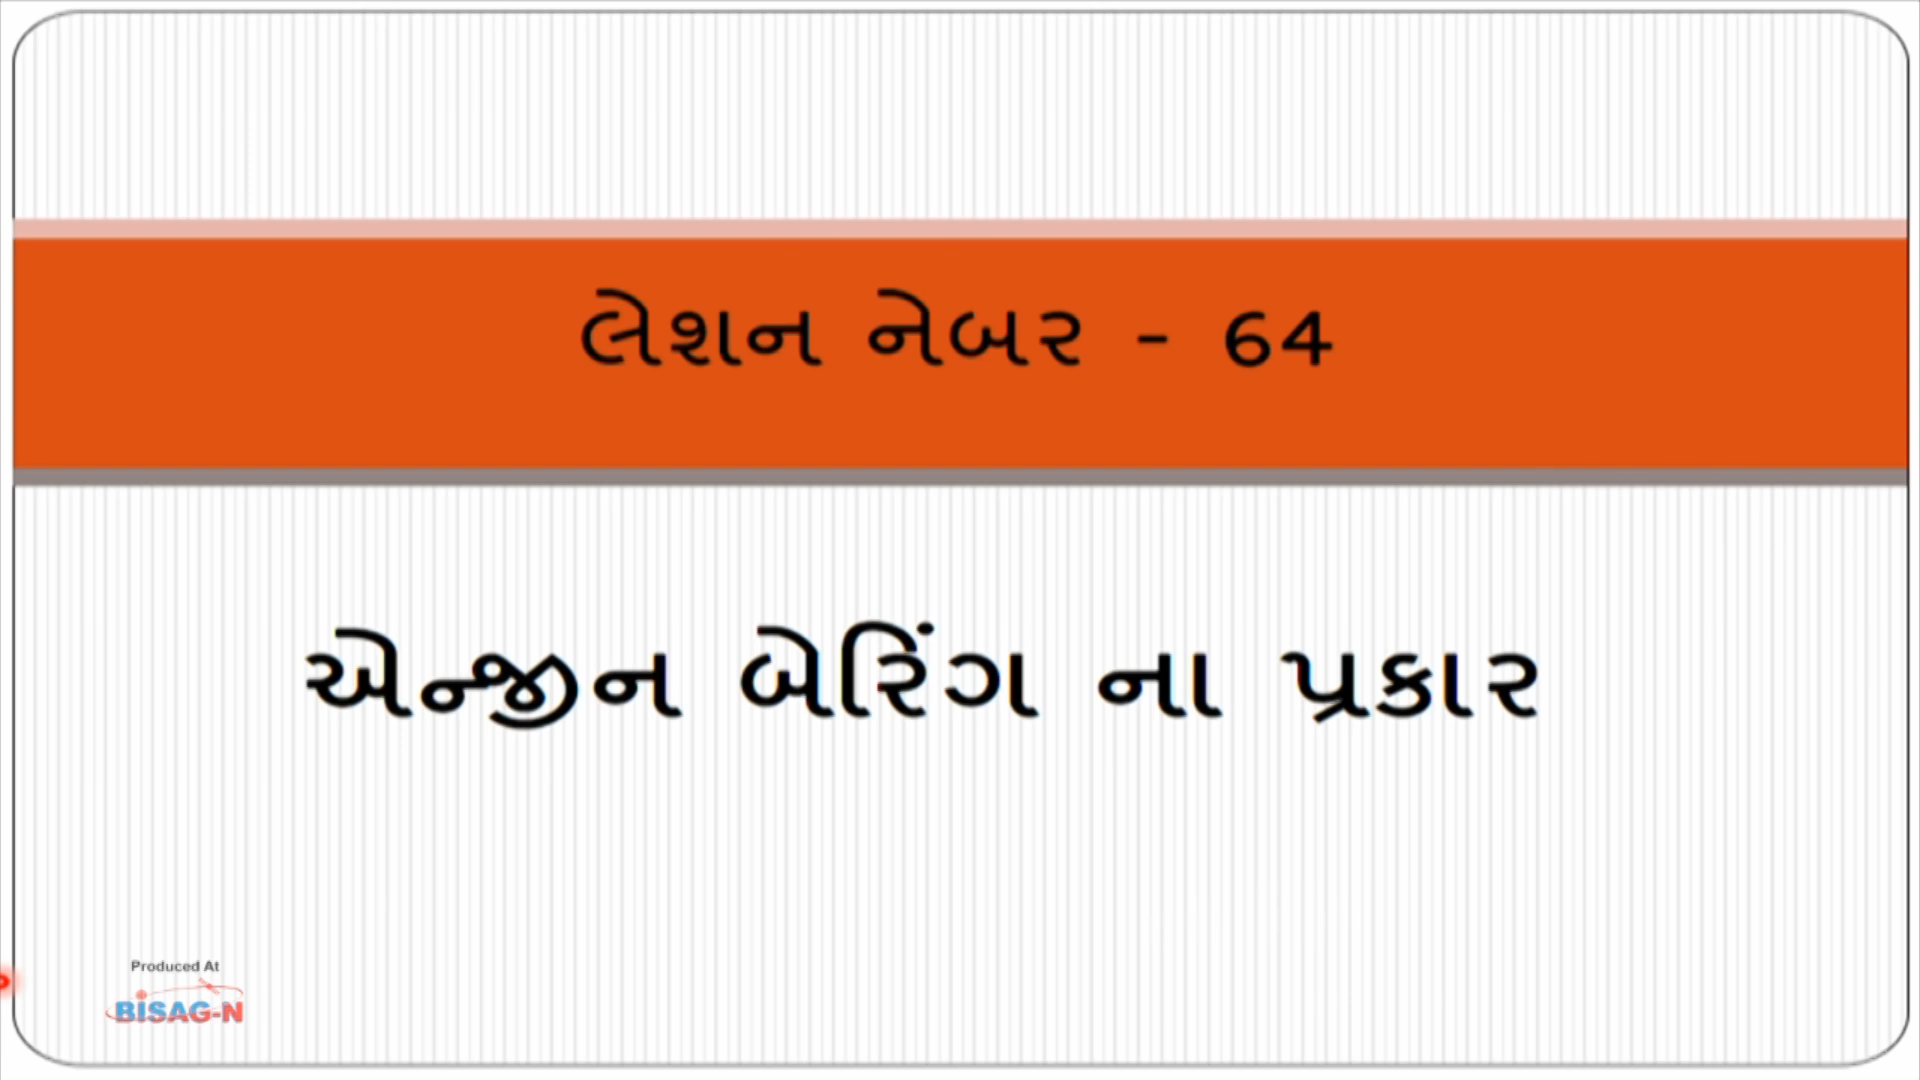 લેશન નેબર - 64
એન્જીન બેરિંગ ના પ્રકાર
Produced At
BISAG-N